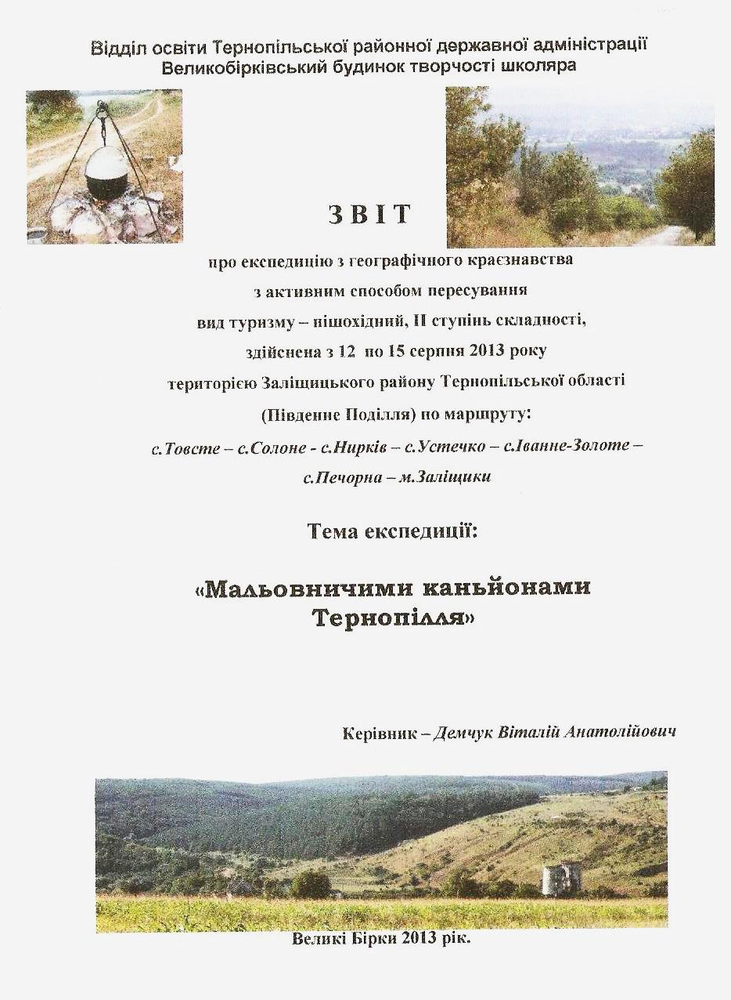 Відділ освіти Тернопільської районної державної адміністрації
Великобірківський будинок творчості школяра
ЗВІТ
про експедицію з географічного краєзнавства
з активним способом пересування
вид туризму – пішохідний, ІІ ступінь складності,
здійснена з 12 по 15 серпня 2013 року
територією Заліщицького району Тернопільської області
(Південне Поділля) по маршруту:
с.Товсте – с.Солоне - с.Нирків – с.Устечко – с.Іванне-Золоте –
с.Печорна – м.Заліщики
Тема експедиції:
«Мальовничими каньйонами
Тернопілля»
Керівник – Демчук Віталій Анатолійович
Великі Бірки 2013 рік.